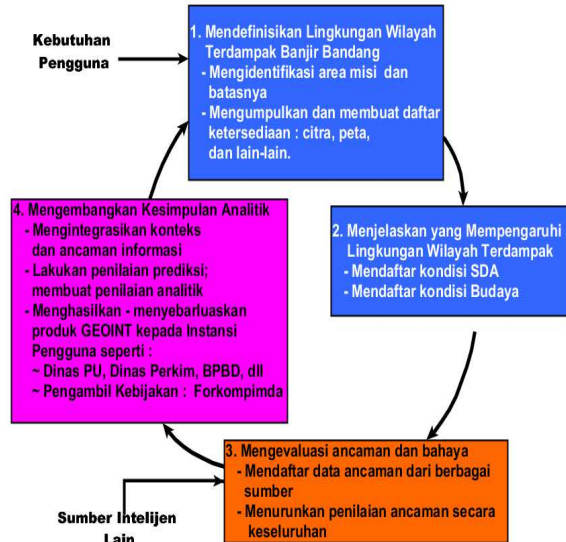 Kebutuhan
Pengguna
1. Mendefinisikan Lingkungan Wilayah
Terdampak Banjir Bandang
- Mengidentifikasi area misi dan
batasnya
- Mengumpulkan dan membuat daftar
ketersediaan : citra, peta,
dan lain-lain.
2. Menjelaskan yang Mempengaruhi
Lingkungan Wilayah Terdampak
- Mendaftar kondisi SDA
- Mendaftar kondisi Budaya
3. Mengevaluasi ancaman dan bahaya
- Mendaftar data ancaman dari berbagai
sumber
- Menurunkan penilaian ancaman secara
keseluruhan
Sumber Intelijen
Lain
4. Mengembangkan Kesimpulan Analitik
- Mengintegrasikan konteks
dan ancaman informasi
- Lakukan penilaian prediksi;
membuat penilaian analitik
- Menghasilkan - menyebarluaskan
produk GEOINT kepada Instansi
Pengguna seperti :
~ Dinas PU, Dinas Perkim, BPBD, dll
~ Pengambil Kebijakan : Forkompimda